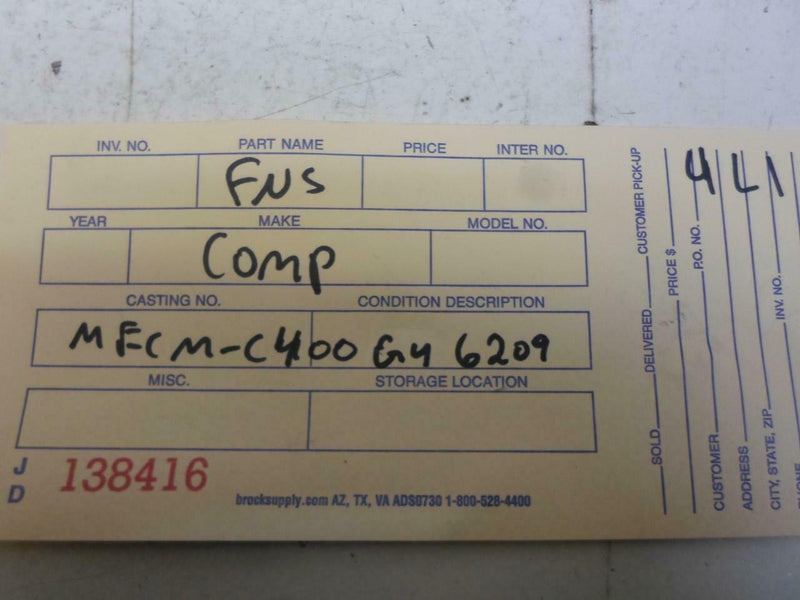 INV. NO. PART NAME PRICE INTER NO.
FNS
YEAR MAKE MODEL NO.
COMP
CASTING NO. CONDITION DESCRIPTION
MFCM-C400 G4 6209
MISC. STORAGE LOCATION
J D 138416
brocksupply.com AZ, TX, VA ADS0730 1-800-528-4400
SOLD DELIVERED CUSTOMER PICK-UP
PRICE $
P.O. NO.
CUSTOMER
ADDRESS
CITY, STATE, ZIP INV. NO.
PHONE
4L1